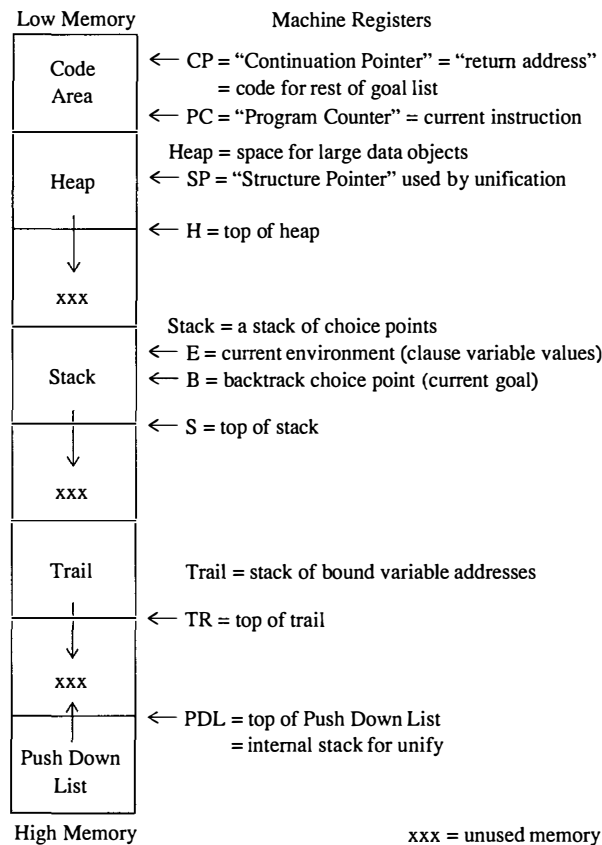 Low Memory Machine Registers
Code
Area
← CP = “Continuation Pointer” = “return address”
= code for rest of goal list
← PC = “Program Counter” = current instruction
Heap = space for large data objects
Heap
← SP = “Structure Pointer” used by unification
← H = top of heap
xxx
Stack = a stack of choice points
← E = current environment (clause variable values)
Stack
← B = backtrack choice point (current goal)
← S = top of stack
xxx
Trail
Trail = stack of bound variable addresses
← TR = top of trail
xxx
← PDL = top of Push Down List
= internal stack for unify
Push Down
List
High Memory
xxx = unused memory